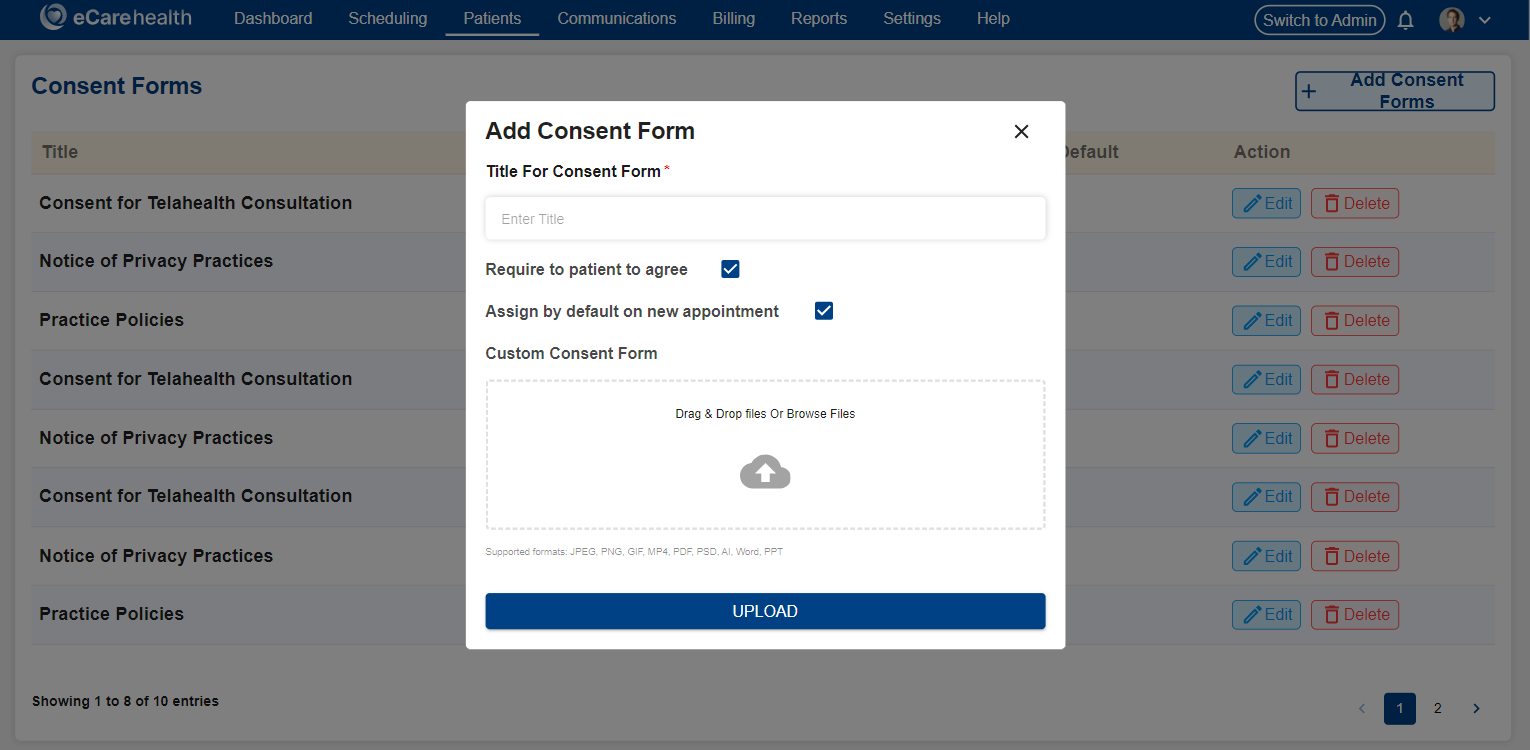 eCarehealth Dashboard Scheduling Patients Communications Billing Reports Settings Help Switch to Admin
Consent Forms
Add Consent
Forms
Add Consent Form
Title For Consent Form *
Title
Default
Action
Consent for Telahealth Consultation
Edit Delete
Enter Title
Notice of Privacy Practices
Edit Delete
Require to patient to agree
Assign by default on new appointment
Practice Policies
Edit Delete
Custom Consent Form
Consent for Telahealth Consultation
Edit Delete
Drag & Drop files Or Browse Files
Notice of Privacy Practices
Edit Delete
Consent for Telahealth Consultation
Edit Delete
Supported formats: JPEG, PNG, GIF, MP4, PDF, PSD, AI, Word, PPT
Notice of Privacy Practices
Edit Delete
UPLOAD
Practice Policies
Edit Delete
Showing 1 to 8 of 10 entries
1 2